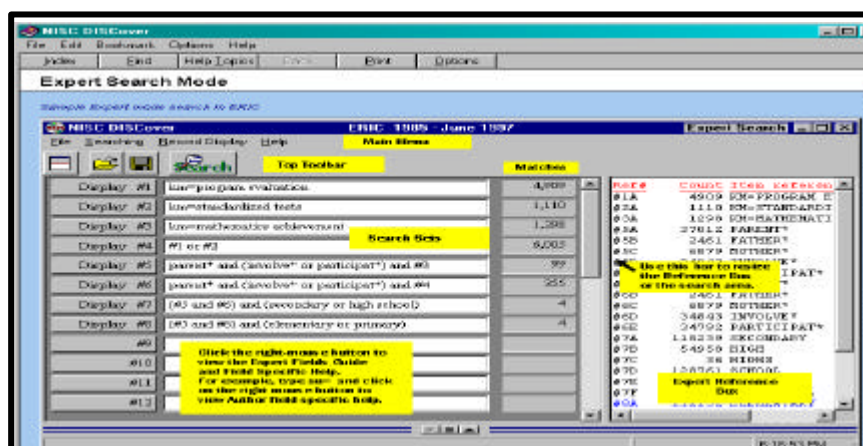 NISC DISCover
File Edit Bookmark Options Help
Index Find Help Topics Print Options
Expert Search Mode
Sample Expert mode search in ERIC
NISC DISCover ERIC 1985 - June 1997 Expert Search
File Searching Record Display Help Main Menu
Search Top Toolbar Matches
Display #1 kw=program evaluation 4,909
Display #2 kw=standardized tests 1,110
Display #3 kw=mathematics achievement 1,298
Display #4 #1 or #2 6,003
Display #5 parent* and (involve* or participat*) and #3 99
Display #6 parent* and (involve* or participat*) and #4 355
Display #7 (#3 and #5) and (secondary or high school) 4
Display #8 (#3 and #6) and (elementary or primary) 4
#9
#10
#11
#12
Search Sets
Click the right-mouse button to
view the Expert Fields Guide
and Field Specific Help.
For example, type au= and click
on the right mouse button to
view Author field specific help.
Ref# Count Item
#1A 4909 KW=PROGRAM E
#2A 1110 KW=STANDARDI
#3A 1298 KW=MATHEMATI
#5A 27012 PARENT*
#5B 2461 FATHER*
#5C 6879 MOTHER*
Use this bar to resize
the Reference Box
or the search area.
#6C 6879 MOTHER*
#6D 34843 INVOLVE*
#6E 24792 PARTICIPAT*
#7A SECONDARY
#7B 54958 HIGH
#7C 36 HIGHS
#7D SCHOOL
#7E
#7F
#8A
Expert Reference
Box